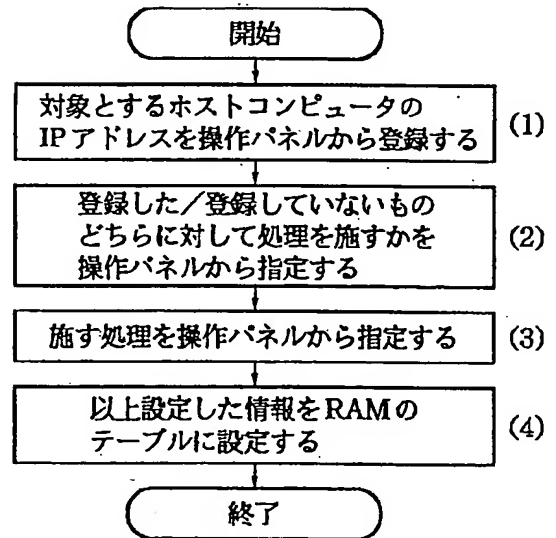 開始
対象とするホストコンピュータの
IPアドレスを操作パネルから登録する
(1)
登録した/登録していないもの
どちらに対して処理を施すかを
操作パネルから指定する
(2)
施す処理を操作パネルから指定する
(3)
以上設定した情報をRAMの
テーブルに設定する
(4)
終了